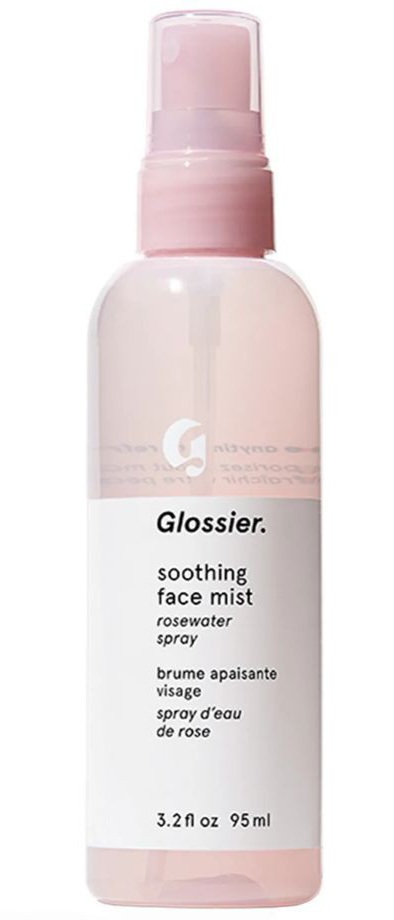 G
Glossier.
soothing
face mist
rosewater
spray
brume apaisante
visage
spray d'eau
de rose
3.2 fl oz 95 ml